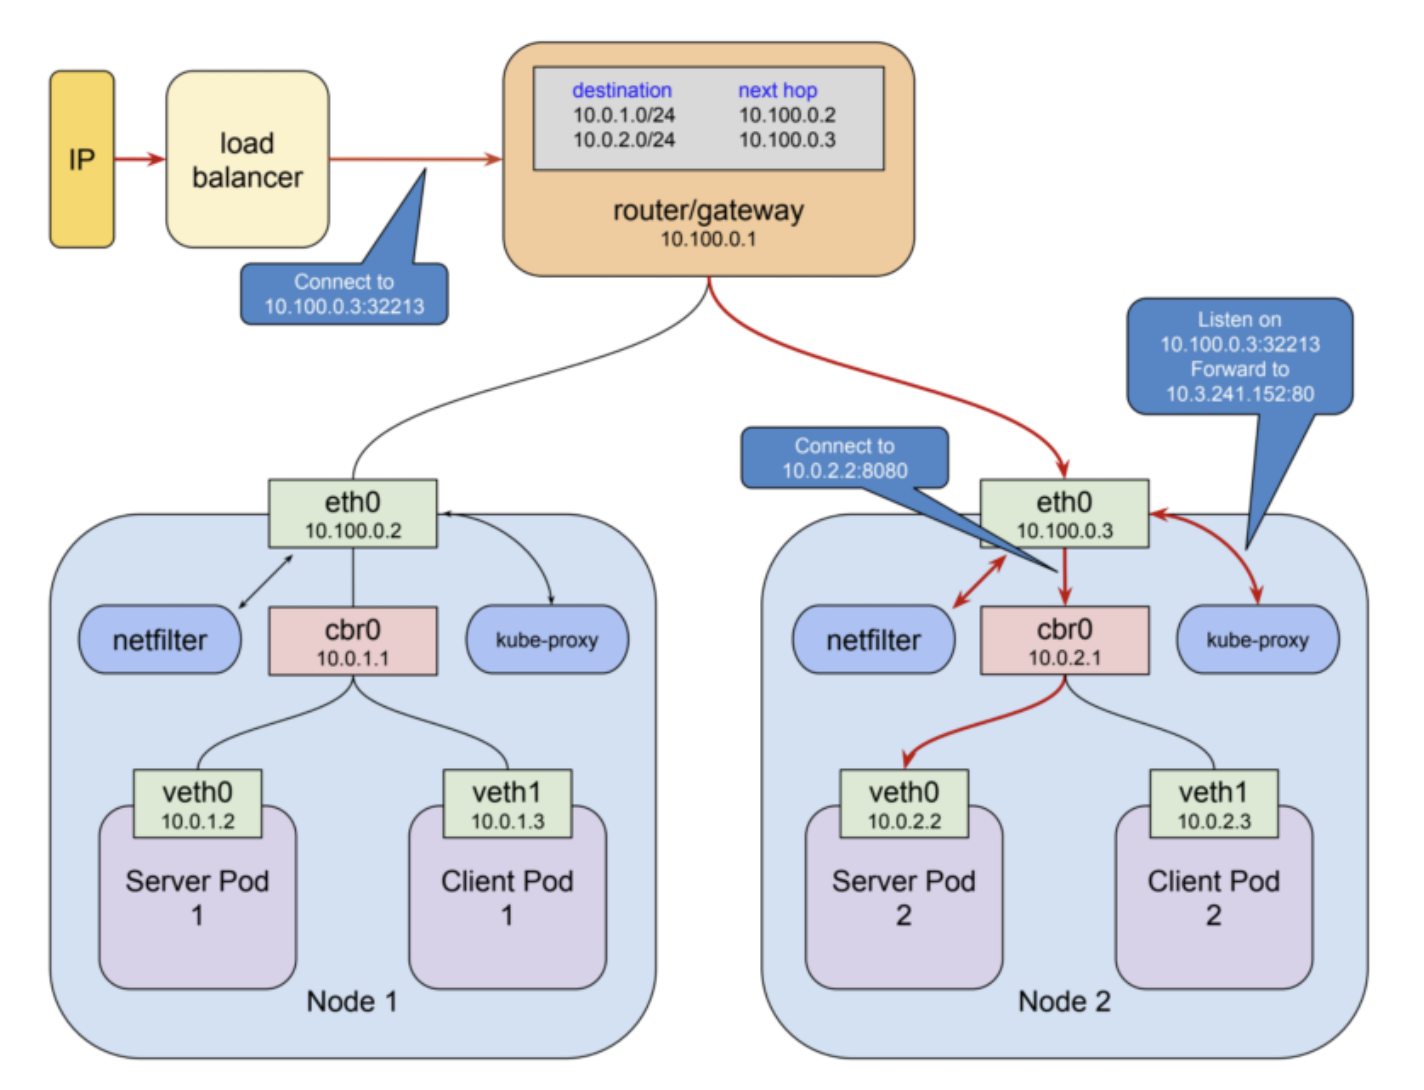 IP
load
balancer
destination next hop
10.0.1.0/24 10.100.0.2
10.0.2.0/24 10.100.0.3
router/gateway
10.100.0.1
Connect to
10.100.0.3:32213
Listen on
10.100.0.3:32213
Forward to
10.3.241.152:80
Connect to
10.0.2.2:8080
eth0
10.100.0.2
netfilter
cbr0
10.0.1.1
kube-proxy
veth0
10.0.1.2
Server Pod
1
veth1
10.0.1.3
Client Pod
1
Node 1
eth0
10.100.0.3
netfilter
cbr0
10.0.2.1
kube-proxy
veth0
10.0.2.2
Server Pod
2
veth1
10.0.2.3
Client Pod
2
Node 2